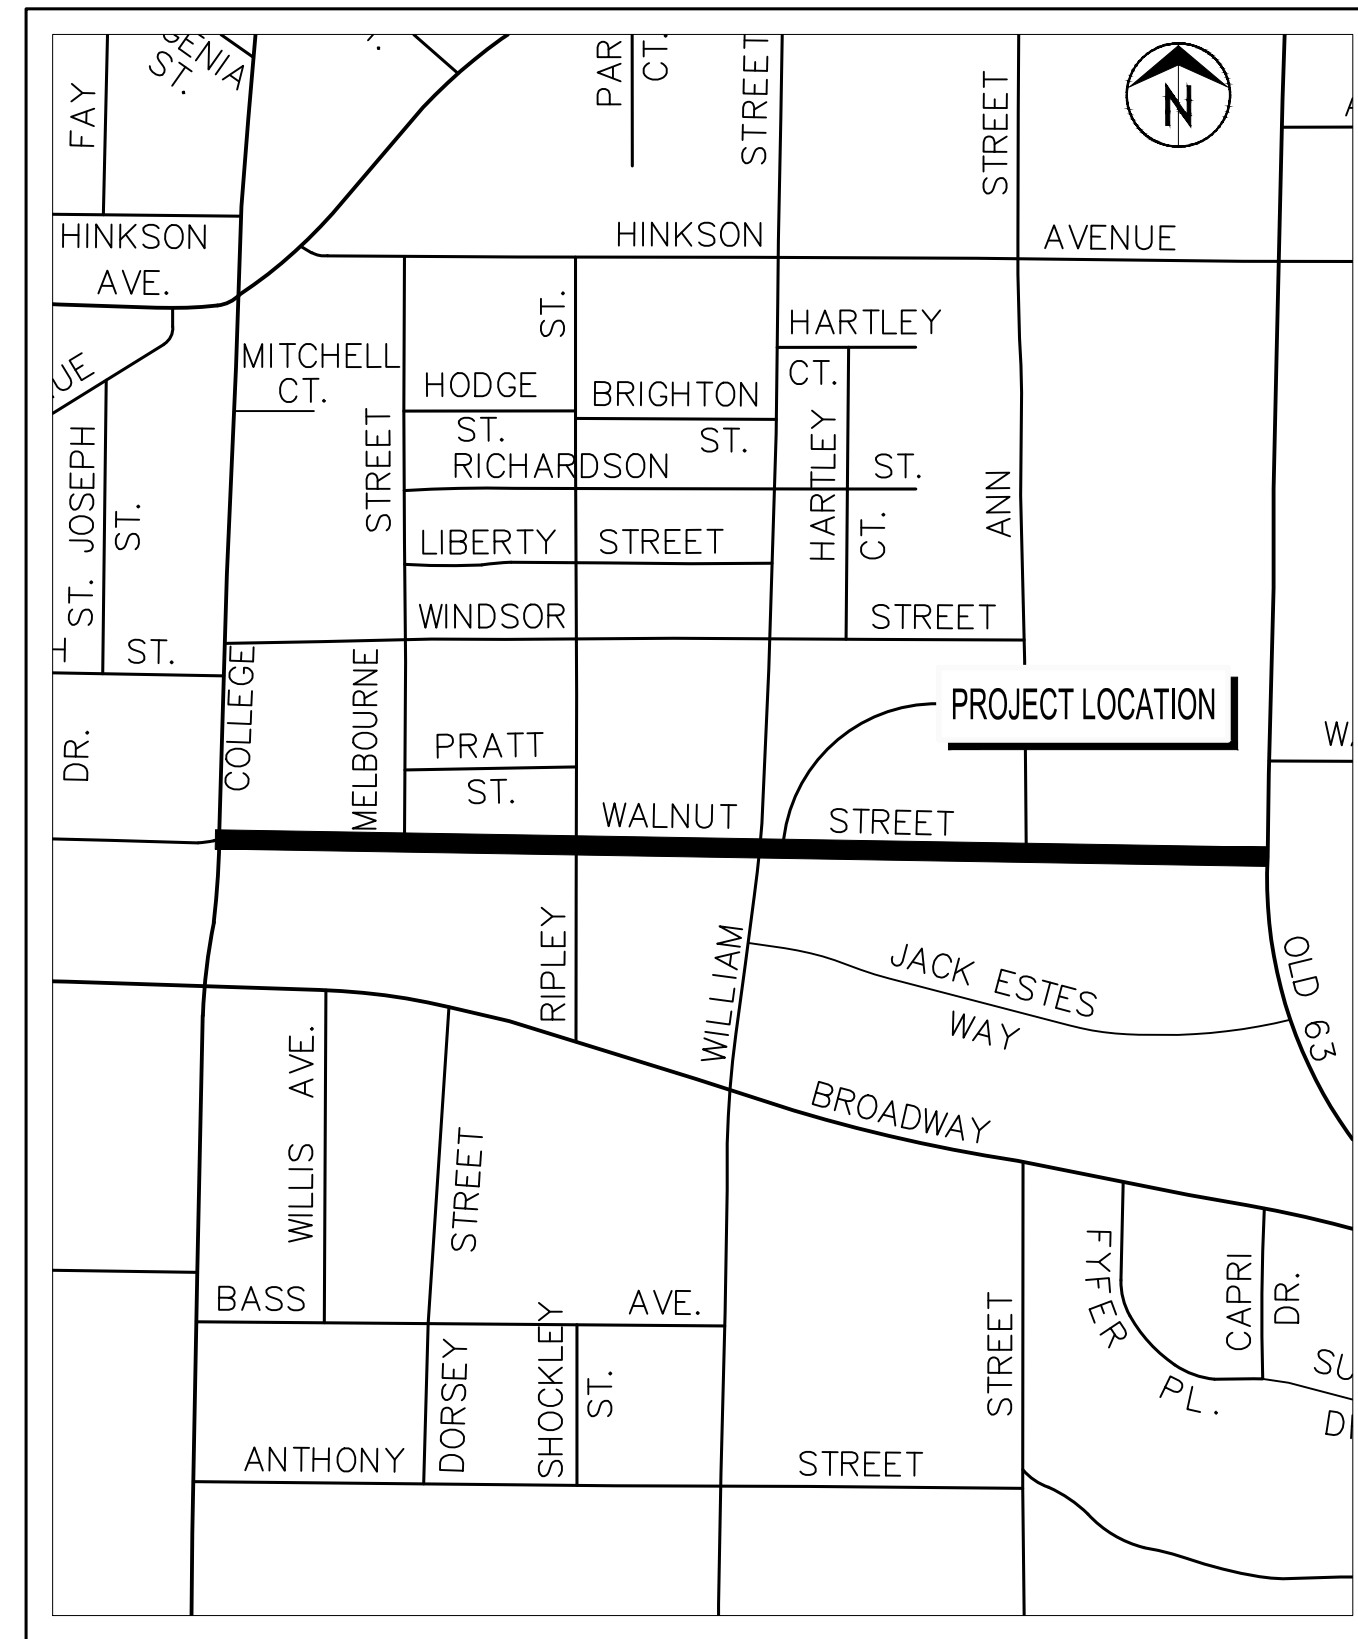 GENIA
ST.
FAY
PAR
CT.
STREET
STREET
N
HINKSON
AVE.
HINKSON
AVENUE
ST.
HARTLEY
CT.
MITCHELL
CT.
HODGE
ST.
BRIGHTON
ST.
UE
STREET
RICHARDSON
ST.
HARTLEY
CT.
ANN
ST. JOSEPH
ST.
LIBERTY STREET
WINDSOR
STREET
ST.
COLLEGE
MELBOURNE
PROJECT LOCATION
DR.
PRATT
ST.
W
WALNUT
STREET
RIPLEY
WILLIAM
JACK ESTES
WAY
OLD 63
BROADWAY
WILLIS AVE.
STREET
BASS
AVE.
FYFER
PL.
CAPRI
DR.
SU
DORSEY
SHOCKLEY
ST.
STREET
ANTHONY
STREET